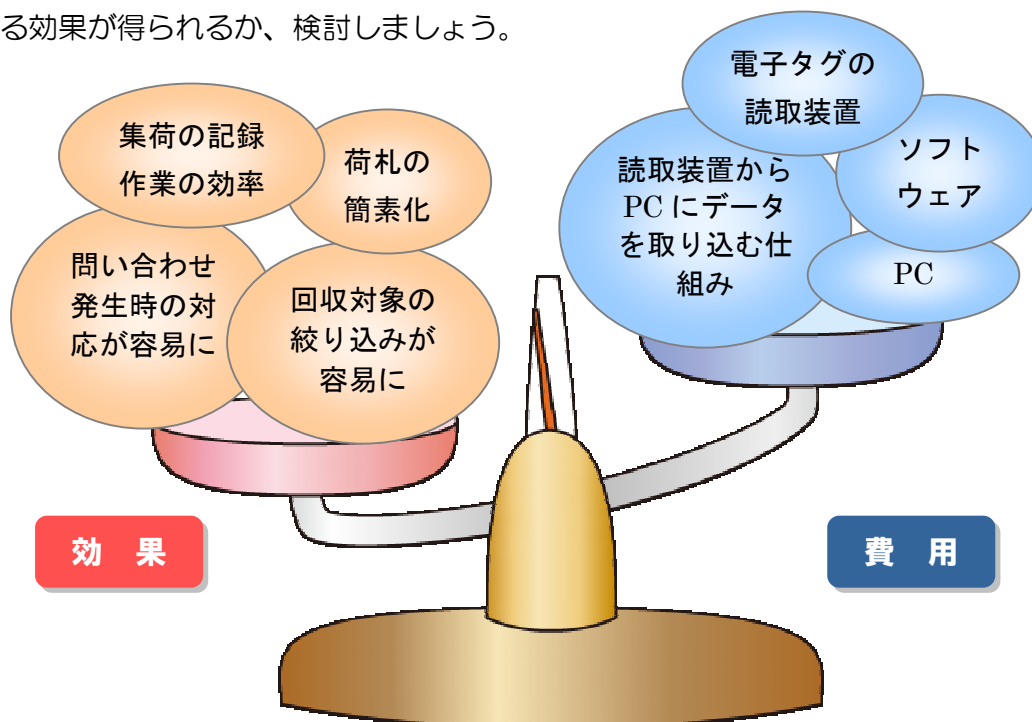 る効果が得られるか、検討しましょう。
集荷の記録
作業の効率
荷札の
簡素化
問い合わせ
発生時の対
応が容易に
回収対象の
絞り込みが
容易に
電子タグの
読取装置
読取装置から
PC にデータ
を取り込む仕
組み
ソフト
ウェア
PC
効 果
費 用